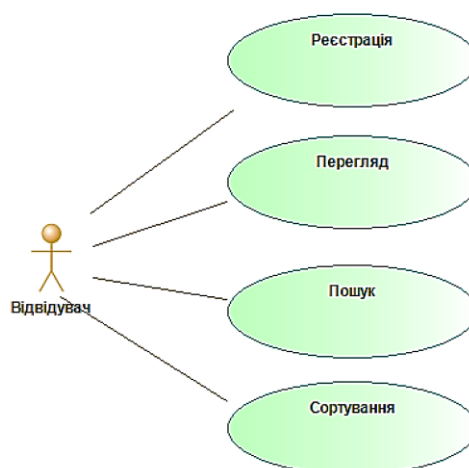 Реєстрація
Перегляд
Відвідувач
Пошук
Сортування